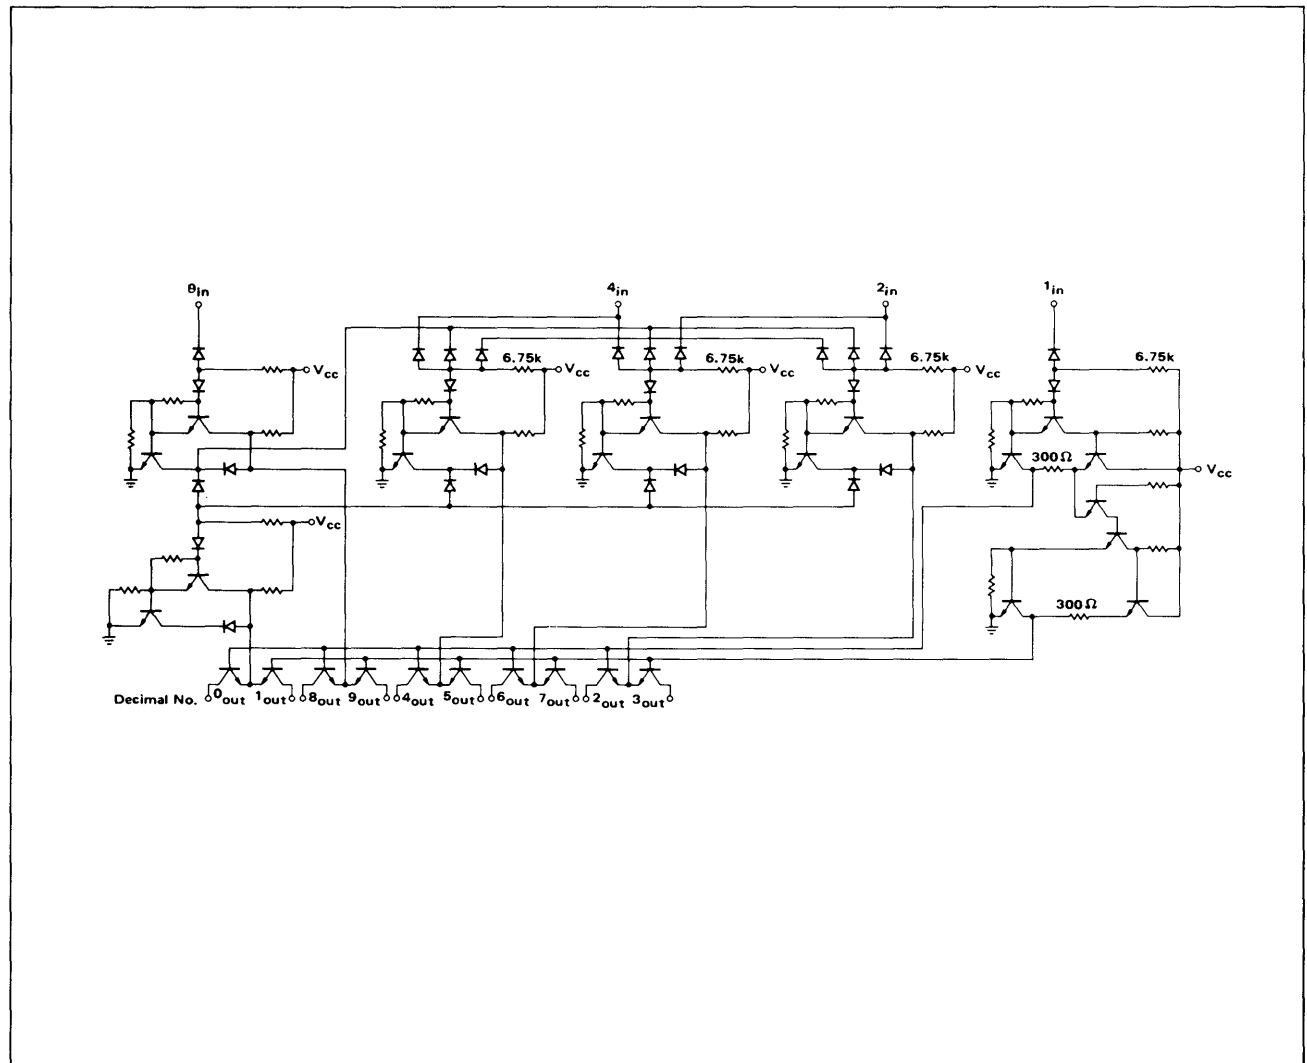 8in 4in 2in 1in
6.75k 6.75k 6.75k 6.75k
Vcc Vcc Vcc Vcc
300Ω
Vcc
Vcc
300Ω
Decimal No. 0out 1out 8out 9out 4out 5out 6out 7out 2out 3out